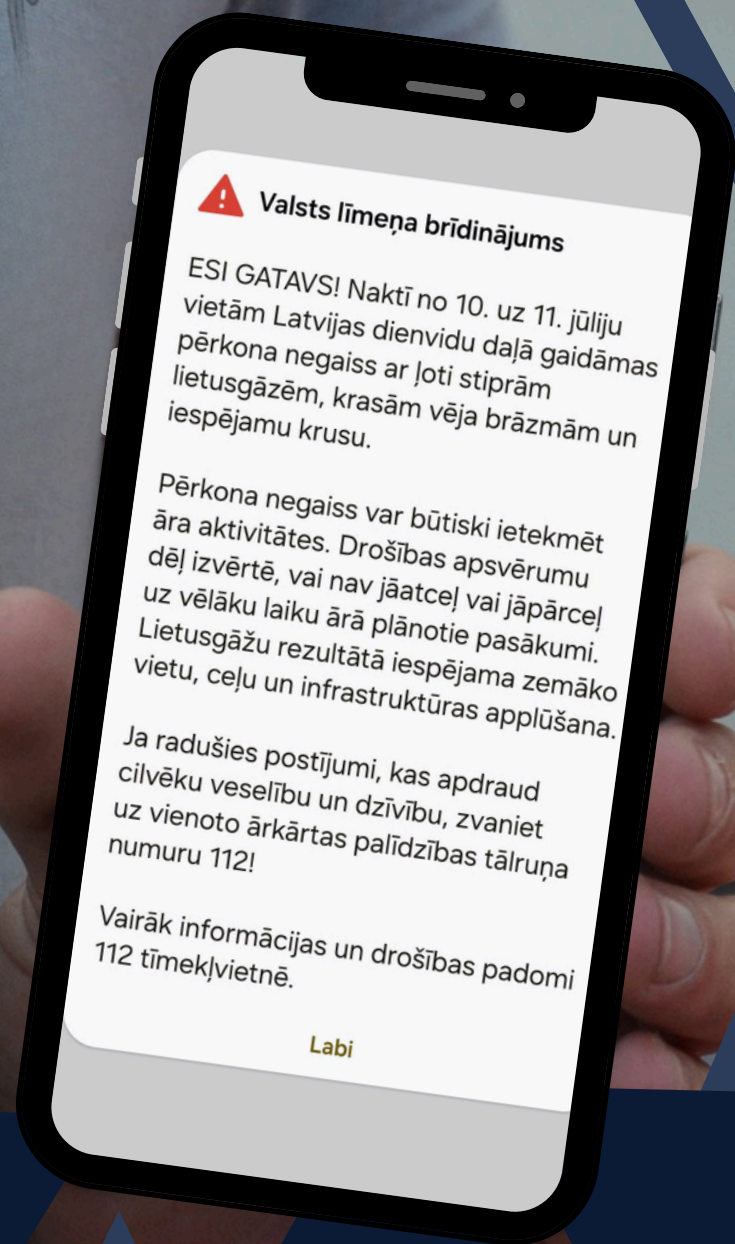 Valsts līmeņa brīdinājums
ESI GATAVS! Naktī no 10. uz 11. jūliju
vietām Latvijas dienvidu daļā gaidāmas
pērkona negaiss ar ļoti stiprām
lietusgāzēm, krasām vēja brāzmām un
iespējamu krusu.
Pērkona negaiss var būtiski ietekmēt
āra aktivitātes. Drošības apsvērumu
dēļ izvērtē, vai nav jāatceļ vai jāpārceļ
uz vēlāku laiku ārā plānotie pasākumi.
Lietusgāžu rezultātā iespējama zemāko
vietu, ceļu un infrastruktūras applūšana.
Ja radušies postījumi, kas apdraud
cilvēku veselību un dzīvību, zvaniet
uz vienoto ārkārtas palīdzības tālruņa
numuru 112!
Vairāk informācijas un drošības padomi
112 tīmekļvietnē.
Labi